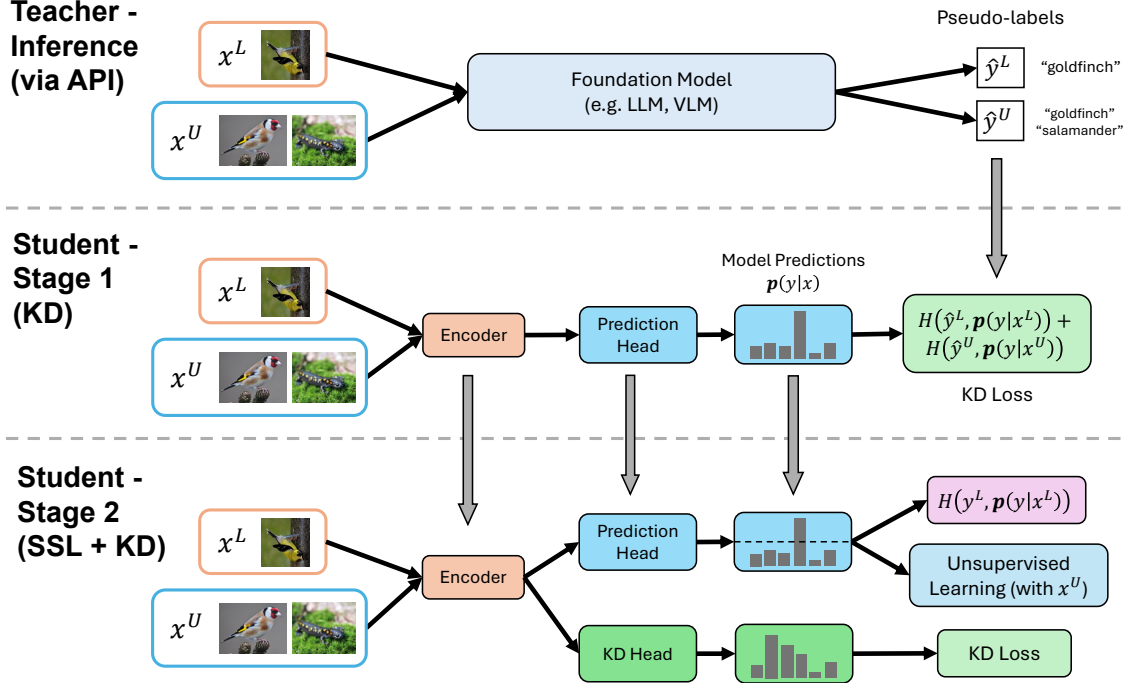 Teacher -
Inference
(via API)
x^L
x^U
Foundation Model
(e.g. LLM, VLM)
Pseudo-labels
ŷ^L
“goldfinch”
ŷ^U
“goldfinch”
“salamander”
Student -
Stage 1
(KD)
x^L
x^U
Encoder
Prediction
Head
Model Predictions
p(y|x)
H(ŷ^L, p(y|x^L)) +
H(ŷ^U, p(y|x^U))
KD Loss
Student -
Stage 2
(SSL + KD)
x^L
x^U
Encoder
Prediction
Head
H(y^L, p(y|x^L))
Unsupervised
Learning (with x^U)
KD Head
KD Loss